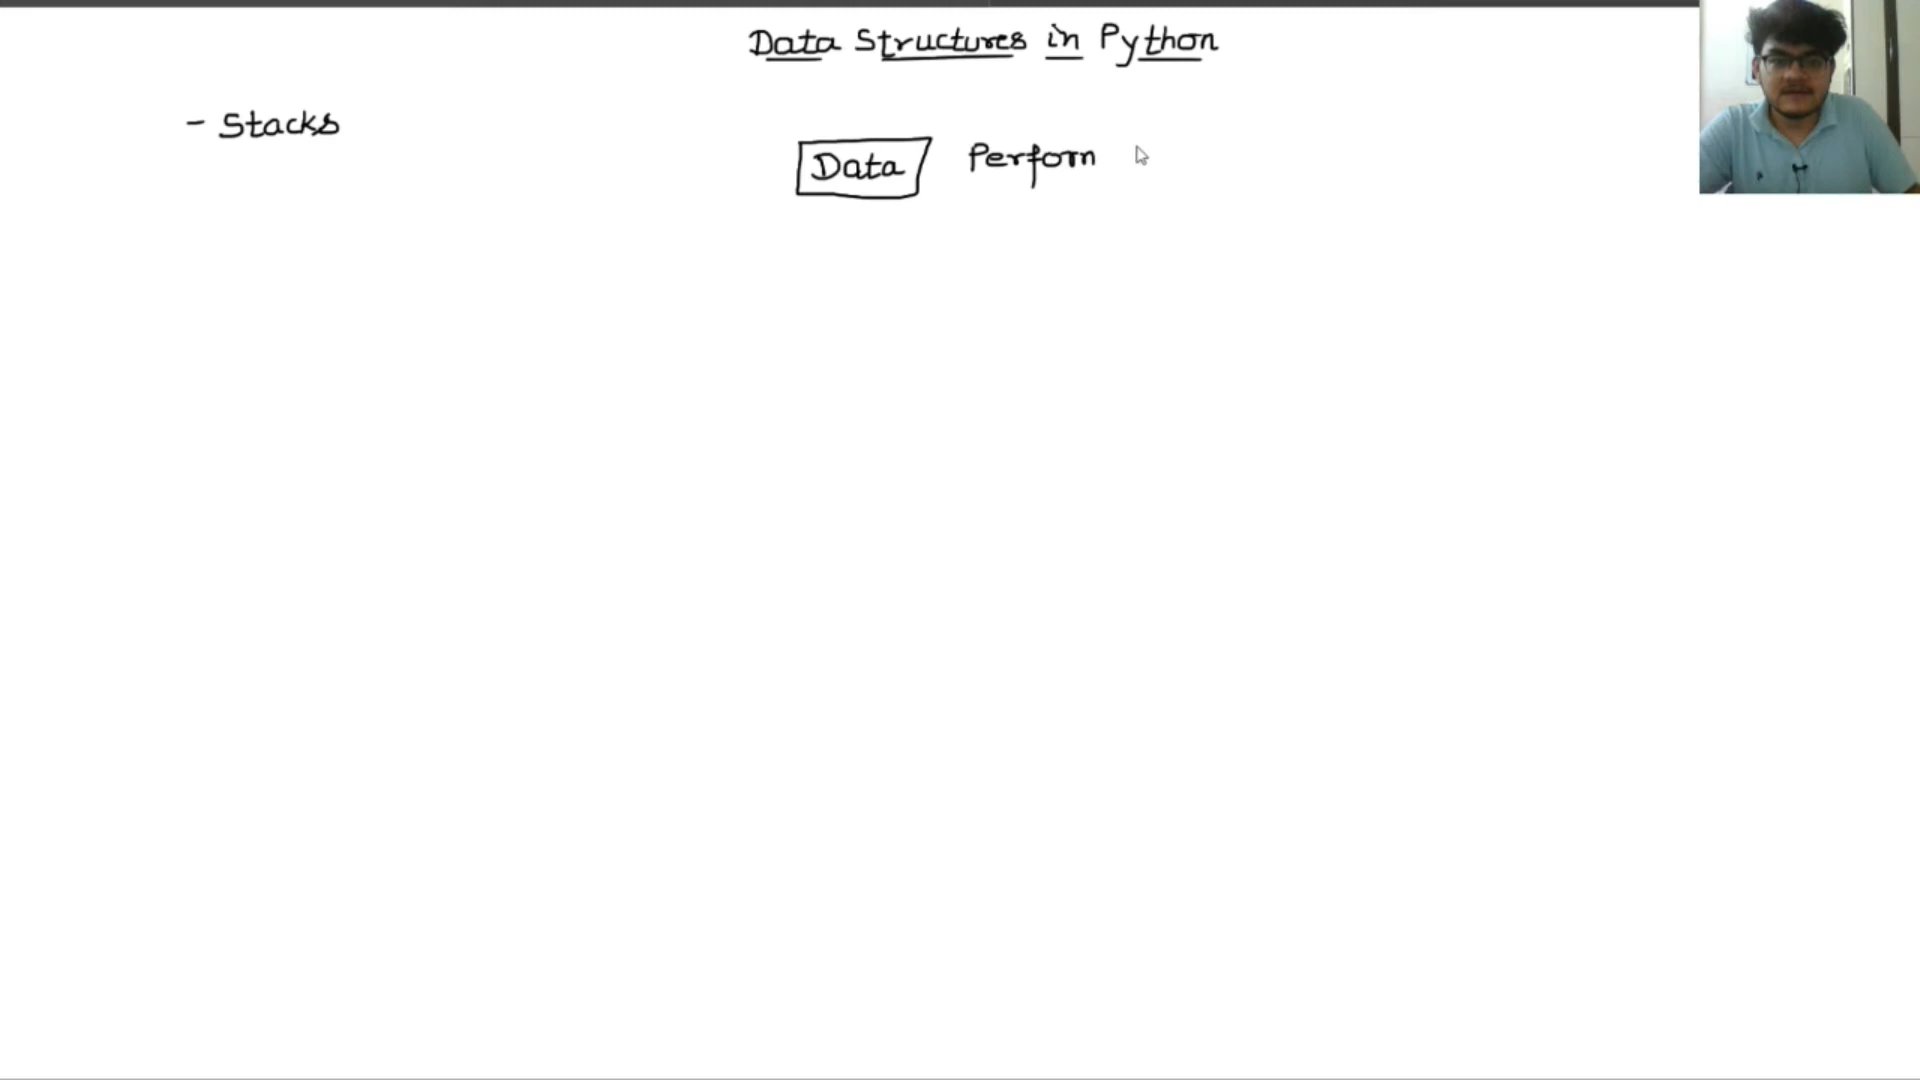 Data Structures in Python
- Stacks
Data Perform